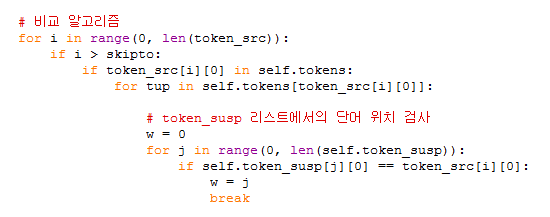 # 비교 알고리즘
for i in range(0, len(token_src)):
    if i > skipto:
        if token_src[i][0] in self.tokens:
            for tup in self.tokens[token_src[i][0]]:
                # token_susp 리스트에서의 단어 위치 검사
                w = 0
                for j in range(0, len(self.token_susp)):
                    if self.token_susp[j][0] == token_src[i][0]:
                        w = j
                        break